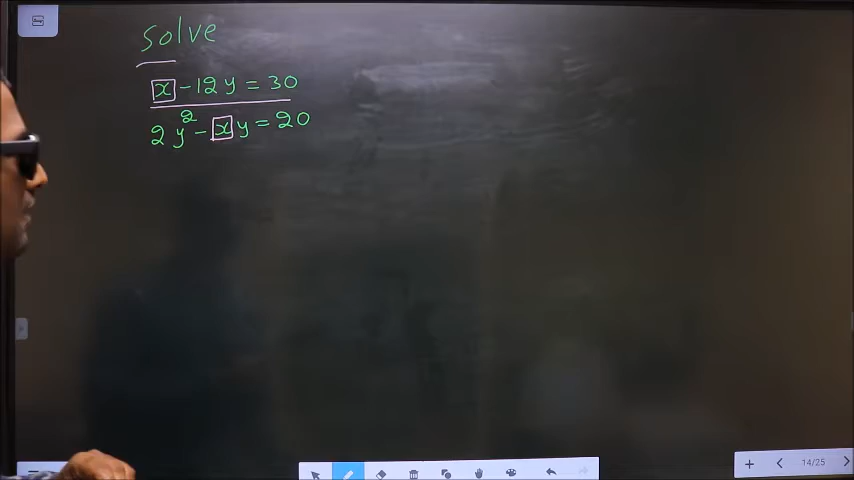 solve
x - 12y = 30
2y² - xy = 20
14/25